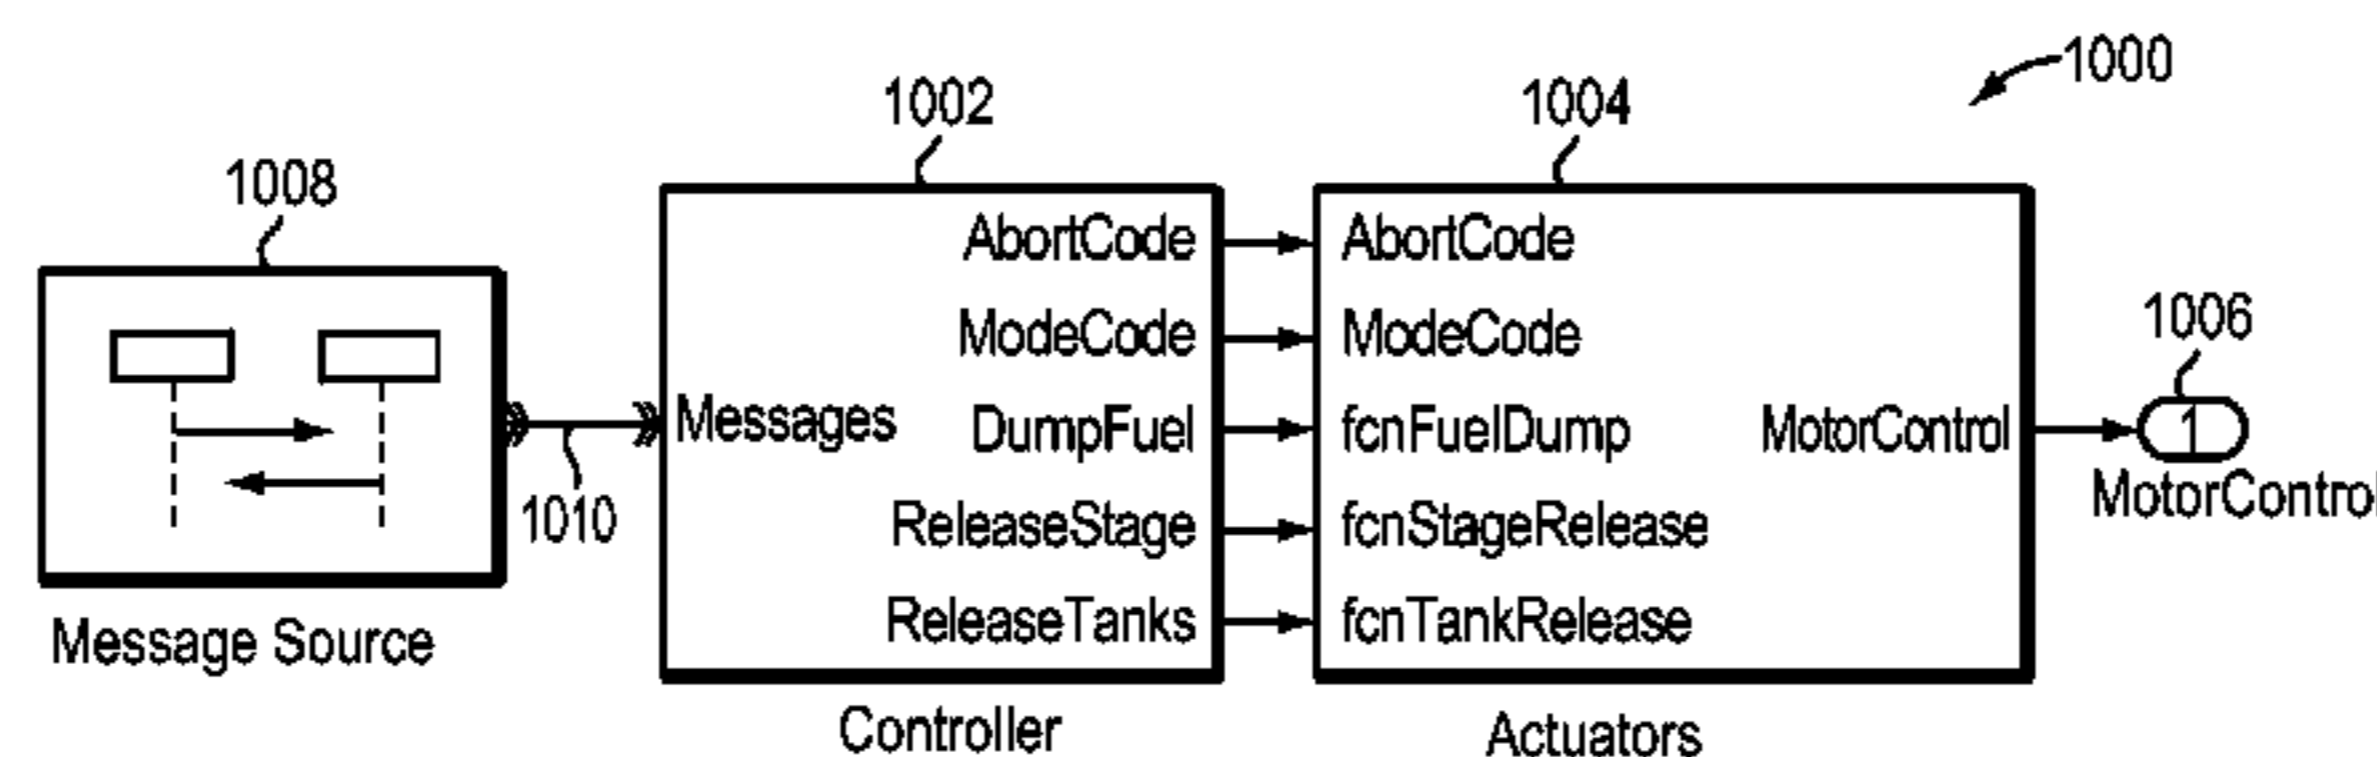 1000
1002
1004
1008
AbortCode
AbortCode
ModeCode
ModeCode
1006
Messages
DumpFuel
fcnFuelDump
MotorControl
1
MotorControl
1010
ReleaseStage
fcnStageRelease
ReleaseTanks
fcnTankRelease
Message Source
Controller
Actuators